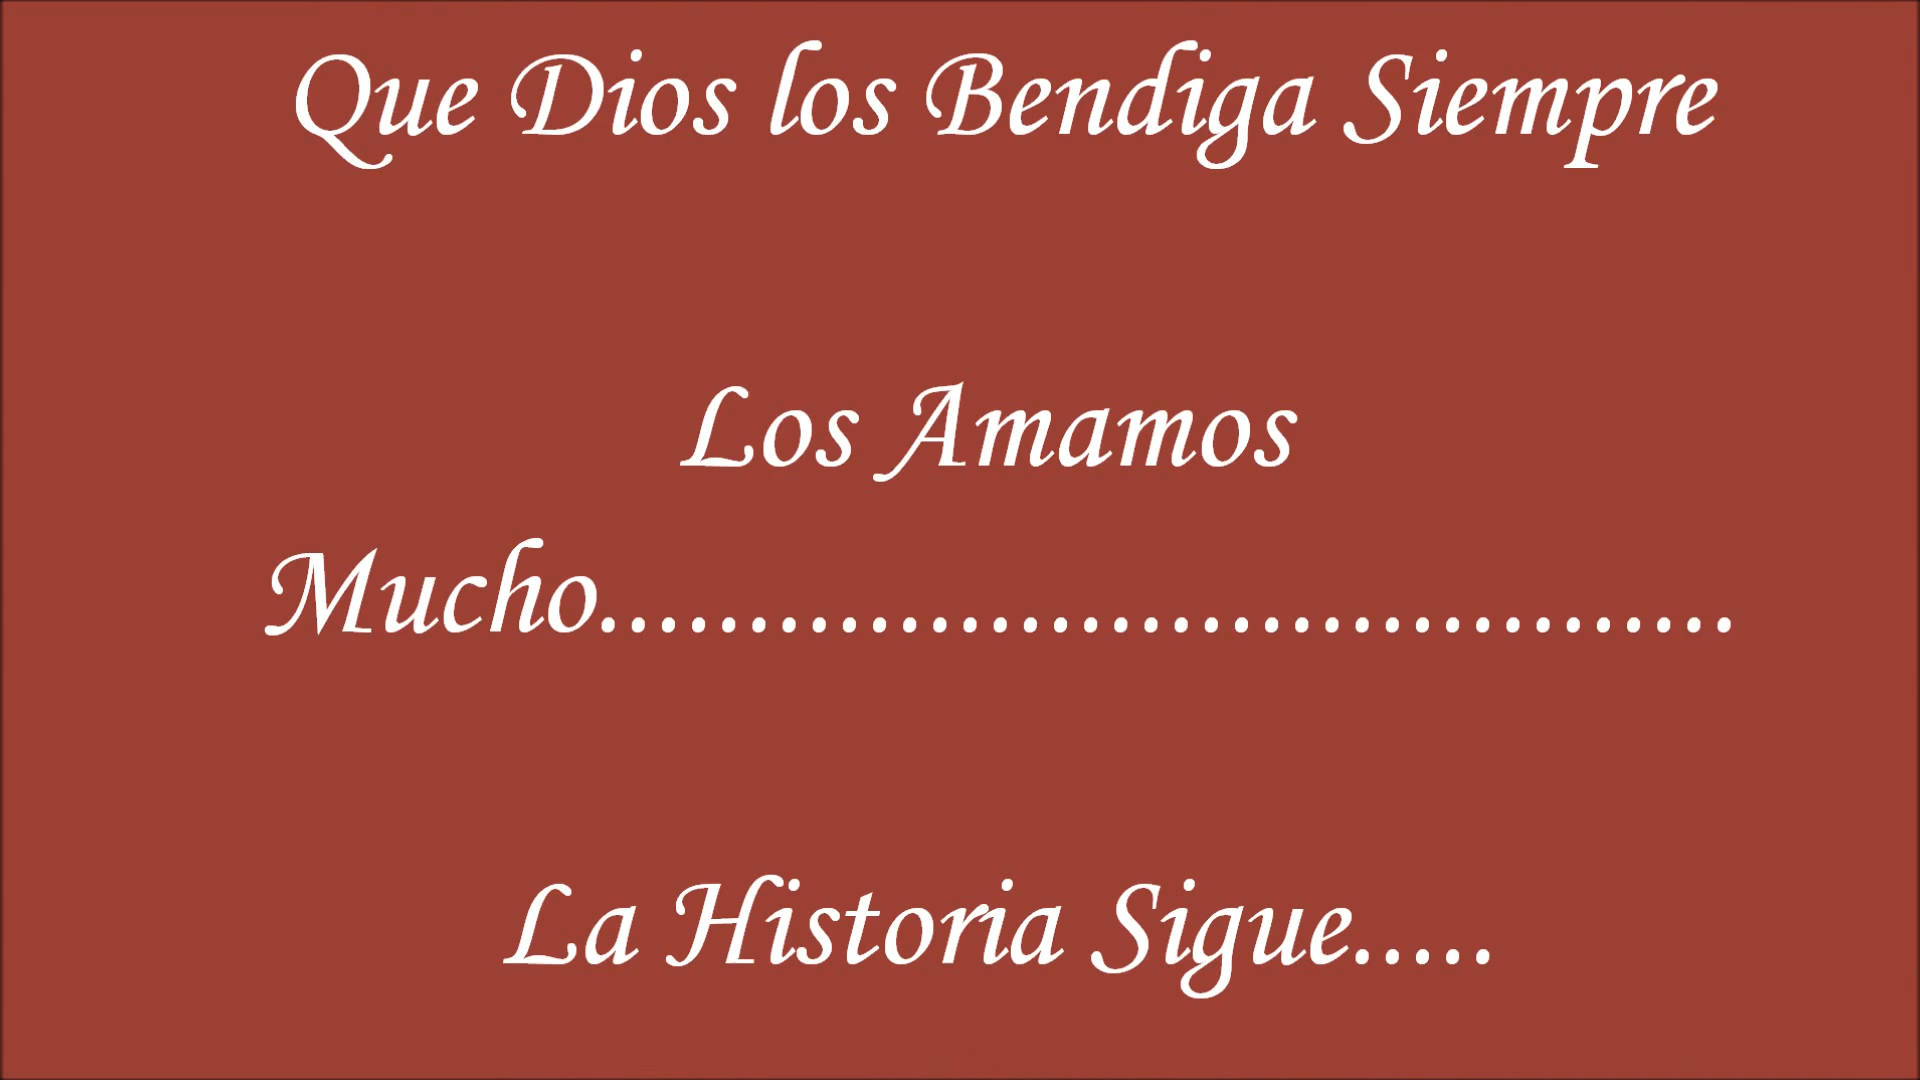 Que Dios los Bendiga Siempre
Los Amamos
Mucho......................................
La Historia Sigue.....